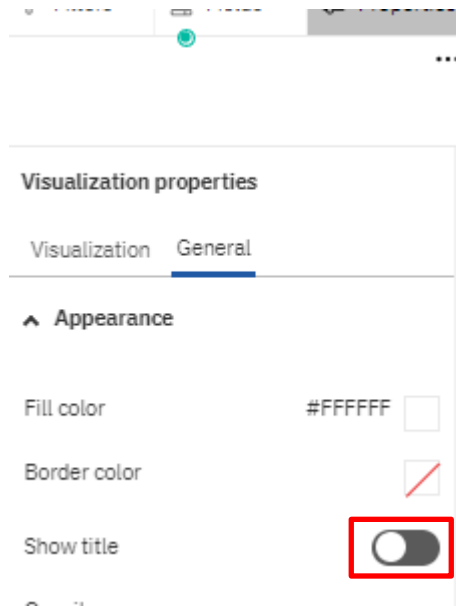 Visualization properties
Visualization General
Appearance
Fill color #FFFFFF
Border color
Show title